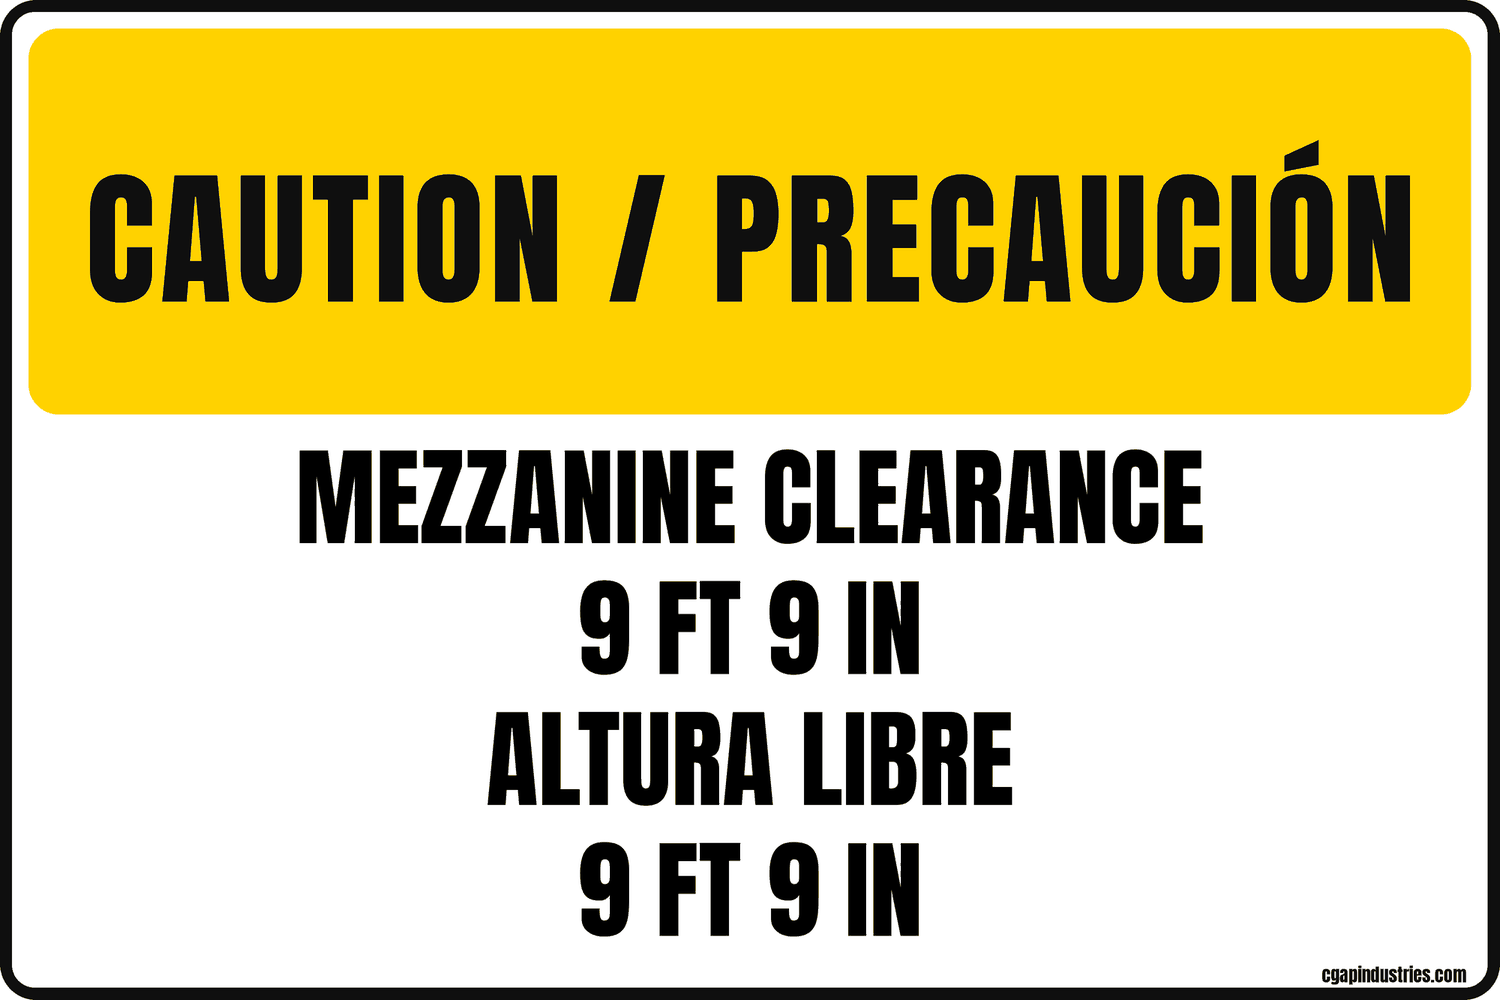 CAUTION / PRECAUCIÓN
MEZZANINE CLEARANCE
9 FT 9 IN
ALTURA LIBRE
9 FT 9 IN
cgapindustries.com